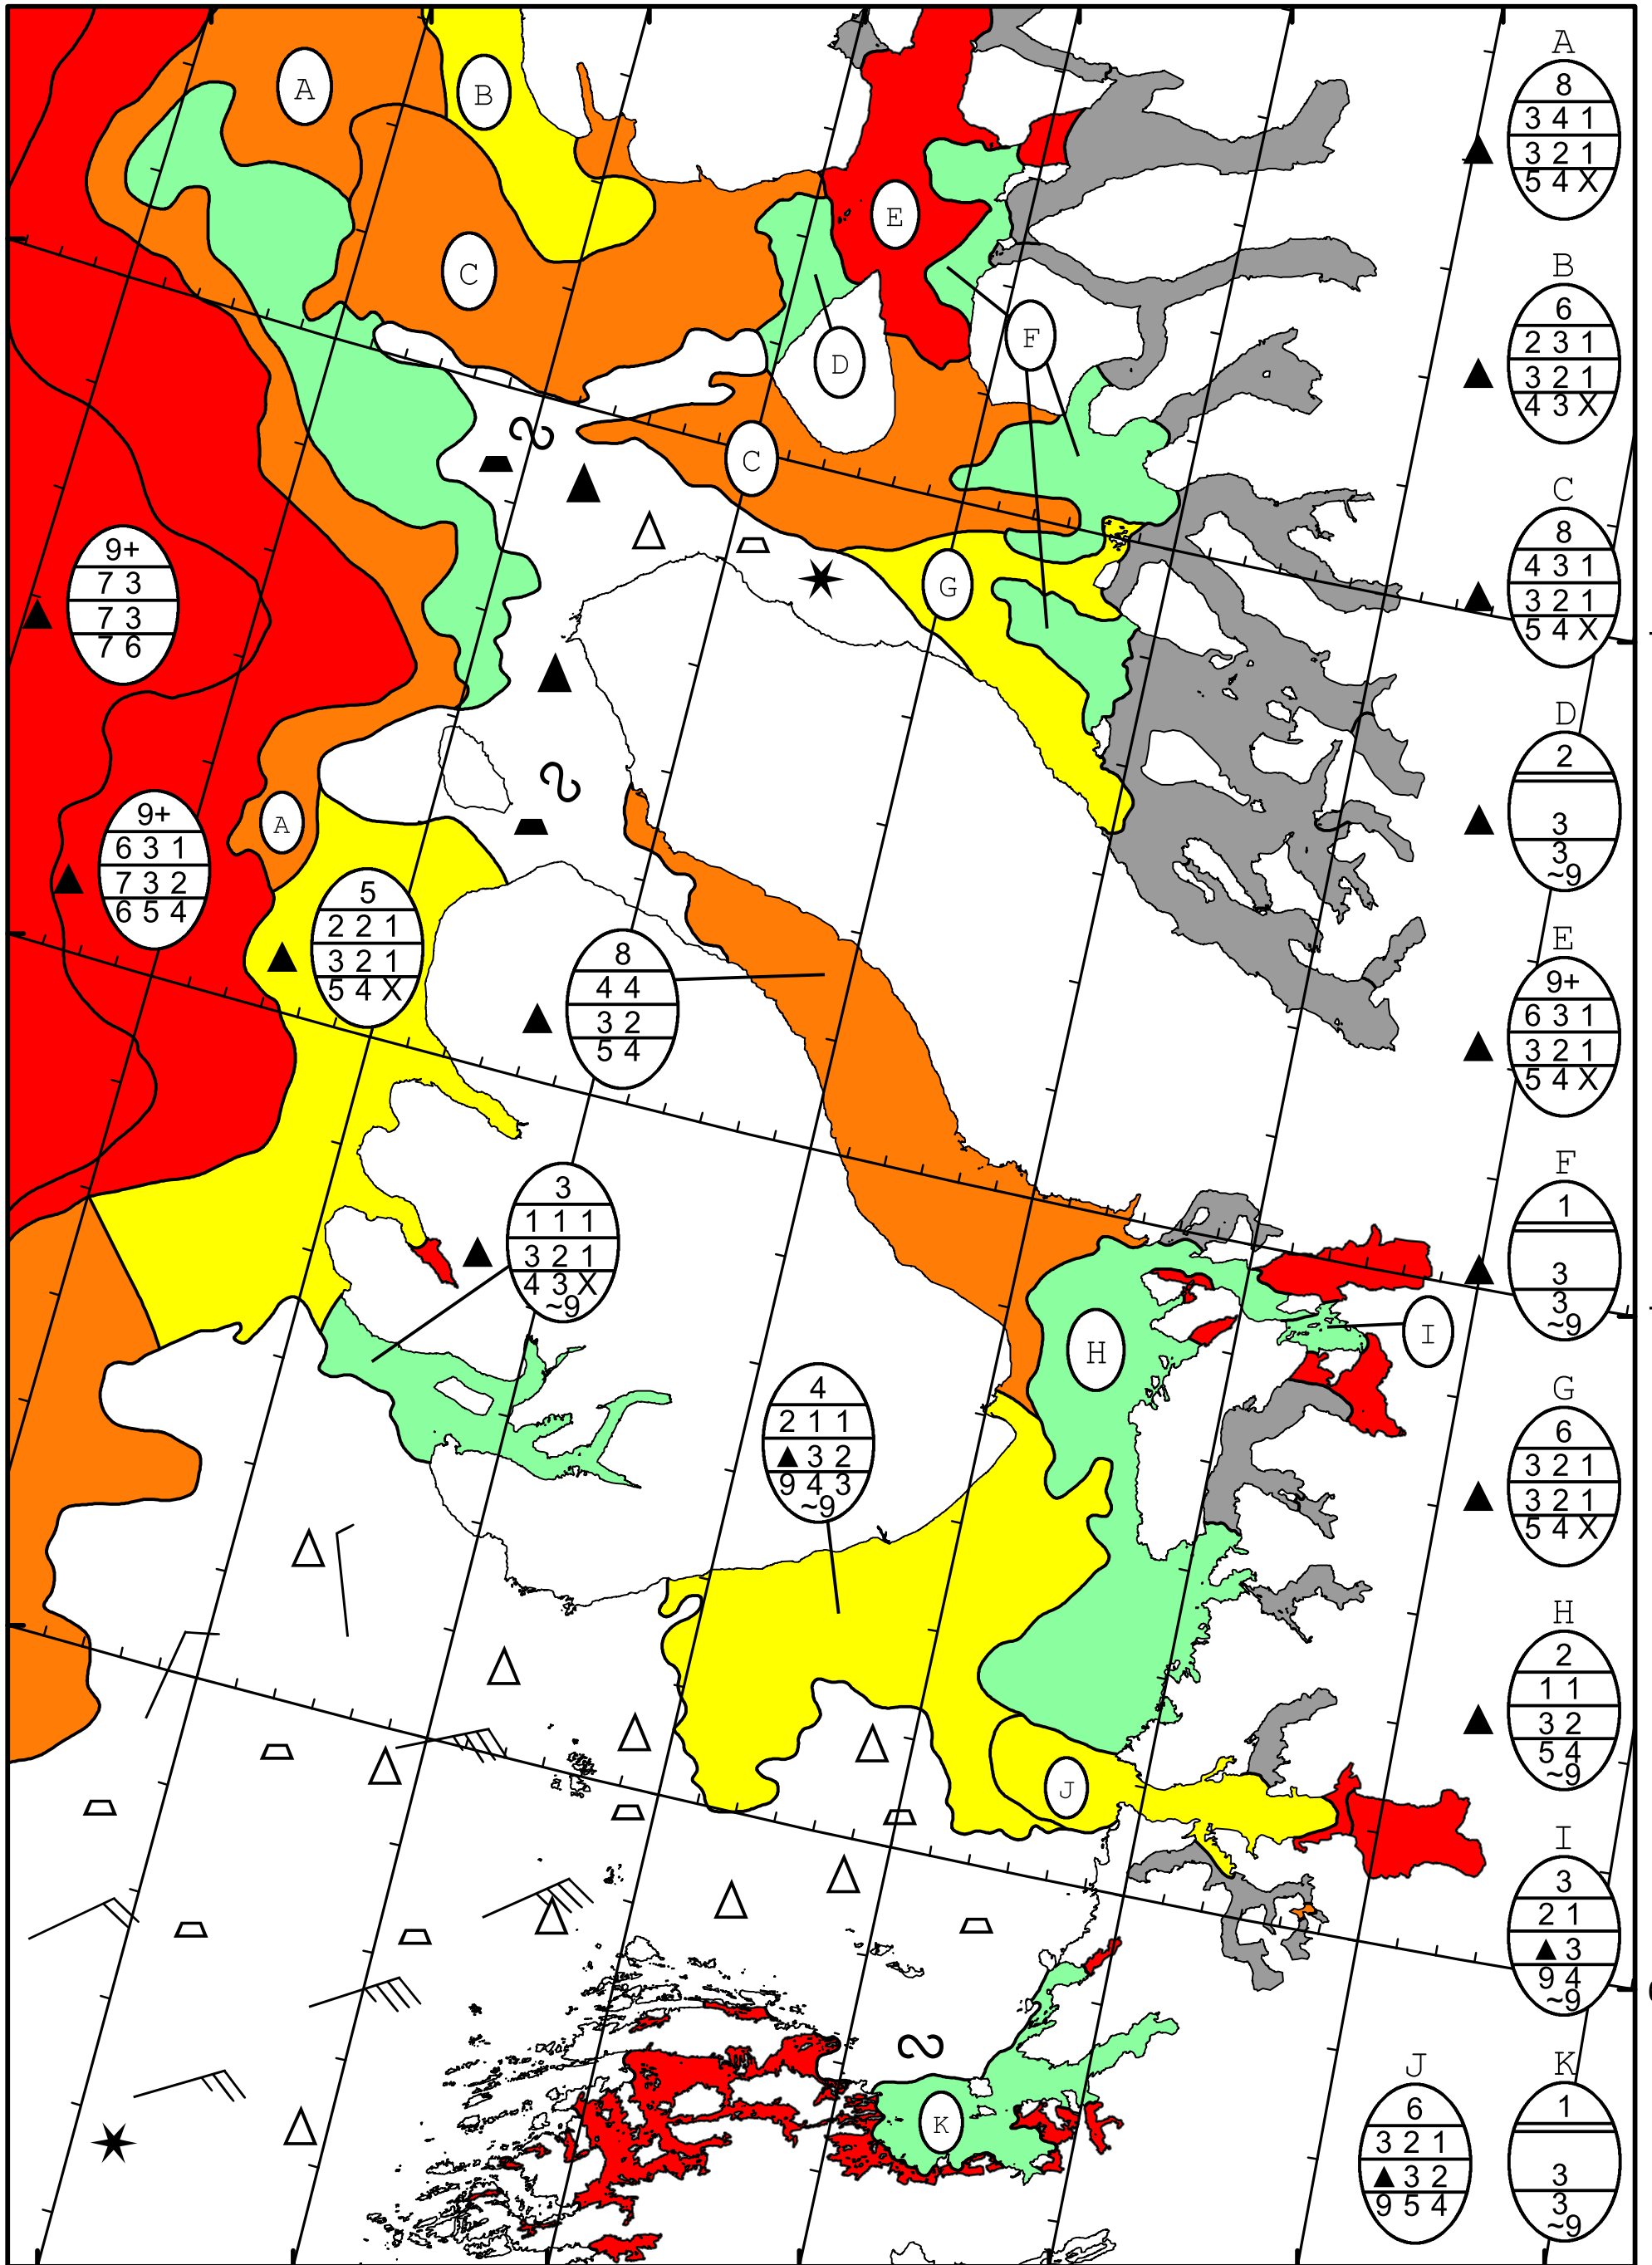 A
8
3 4 1
3 2 1
5 4 X
B
6
2 3 1
3 2 1
4 3 X
C
8
4 3 1
3 2 1
5 4 X
D
2
3
3
~9
E
9+
6 3 1
3 2 1
5 4 X
F
1
3
3
~9
G
6
3 2 1
3 2 1
5 4 X
H
2
1 1
3 2
5 4
~9
I
3
2 1
▲ 3
9 4
~9
J
6
3 2 1
▲ 3 2
9 5 4
K
1
3
3
~9
A
B
C
E
D
F
C
G
9+
7 3
7 3
7 6
9+
6 3 1
7 3 2
6 5 4
A
5
2 2 1
3 2 1
5 4 X
8
4 4
3 2
5 4
3
1 1 1
3 2 1
4 3 X
~9
H
I
4
2 1 1
▲ 3 2
9 4 3
~9
J
K